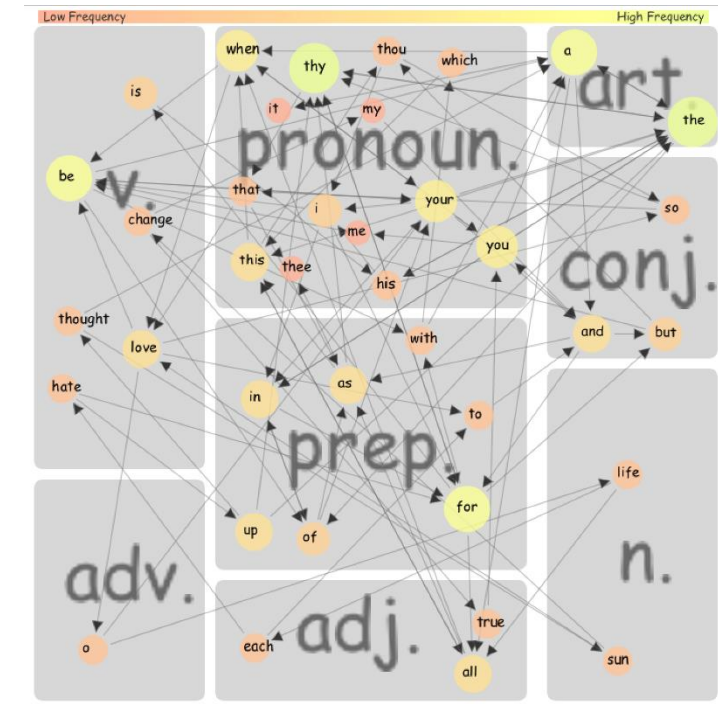 Low Frequency
High Frequency
when
thy
thou
which
a
art.
is
it
my
the
pronoun.
be
v.
that
i
your
so
change
me
you
conj.
this
thee
his
thought
love
with
and
but
hate
in
as
to
prep.
life
for
up
of
n.
adv.
adj.
true
o
each
all
sun